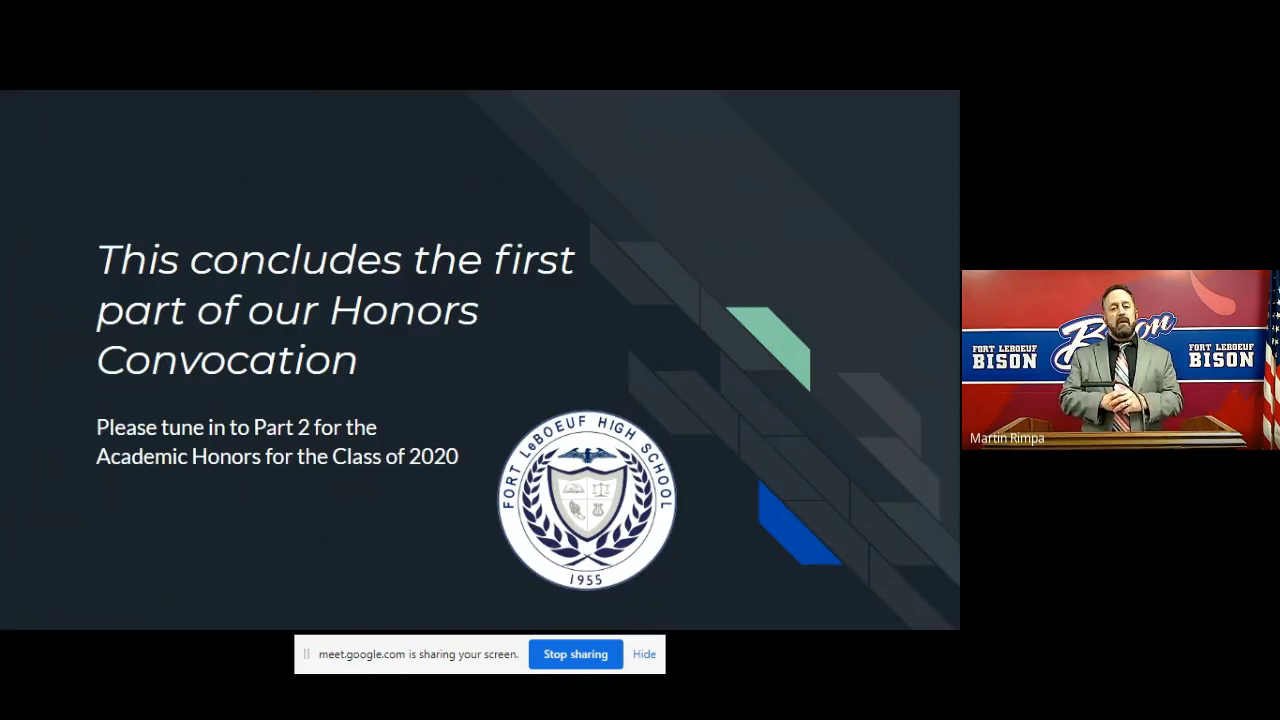 This concludes the first
part of our Honors
Convocation
Please tune in to Part 2 for the
Academic Honors for the Class of 2020
FORT LeBOEUF HIGH SCHOOL
1955
Bison
FORT LEBOEUF
BISON
FORT LEBOEUF
BISON
Martin Rimpa
meet.google.com is sharing your screen.
Stop sharing
Hide